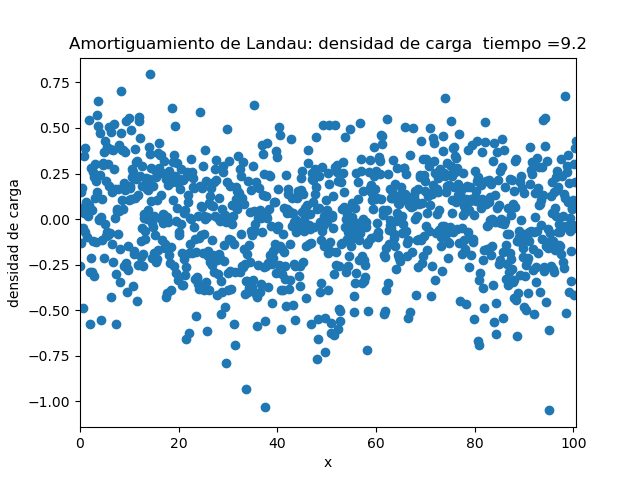 Amortiguamiento de Landau: densidad de carga  tiempo =9.2
0.75
0.50
0.25
0.00
−0.25
−0.50
−0.75
−1.00
densidad de carga
0 20 40 60 80 100
x